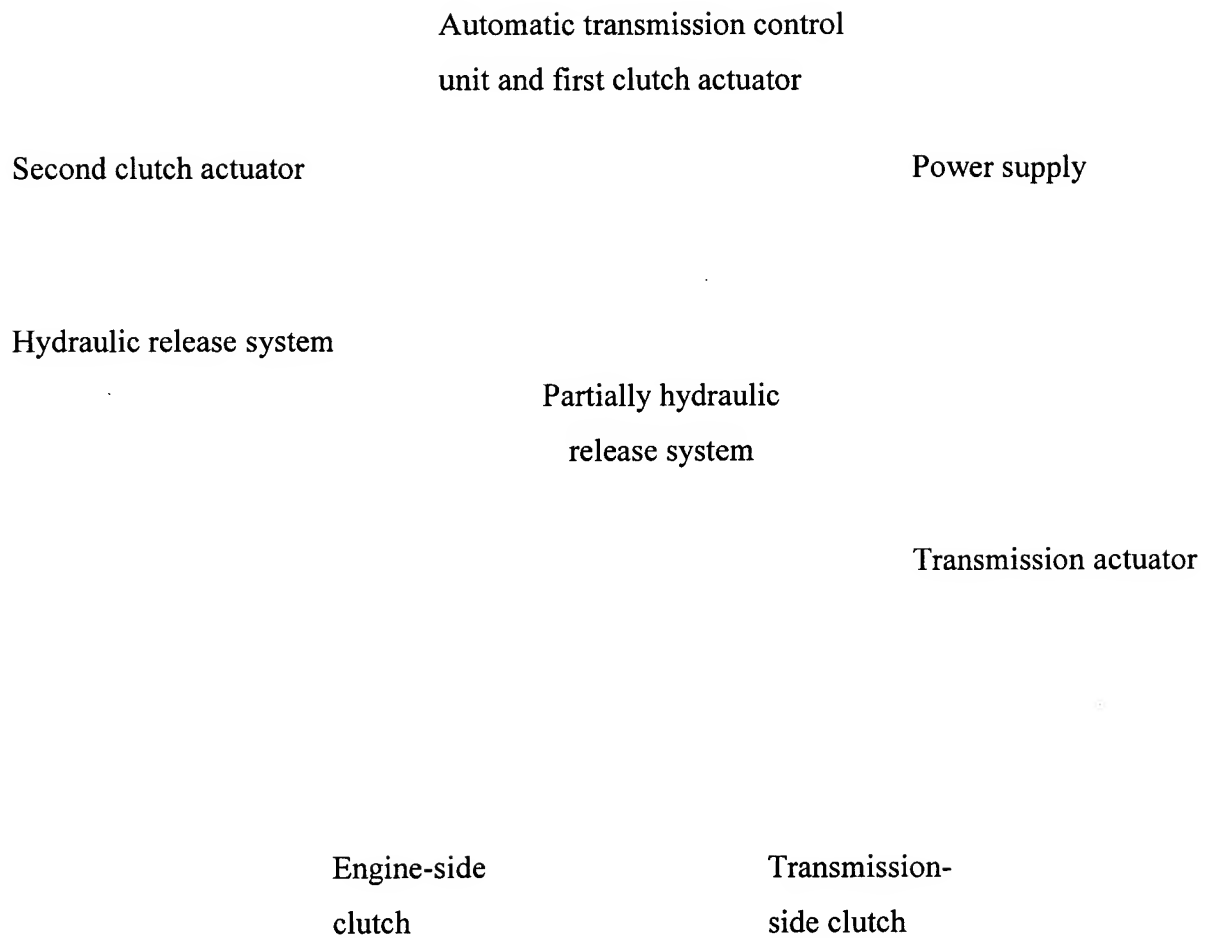 Automatic transmission control
unit and first clutch actuator
Second clutch actuator
Power supply
Hydraulic release system
Partially hydraulic
release system
Transmission actuator
Engine-side
clutch
Transmission-
side clutch